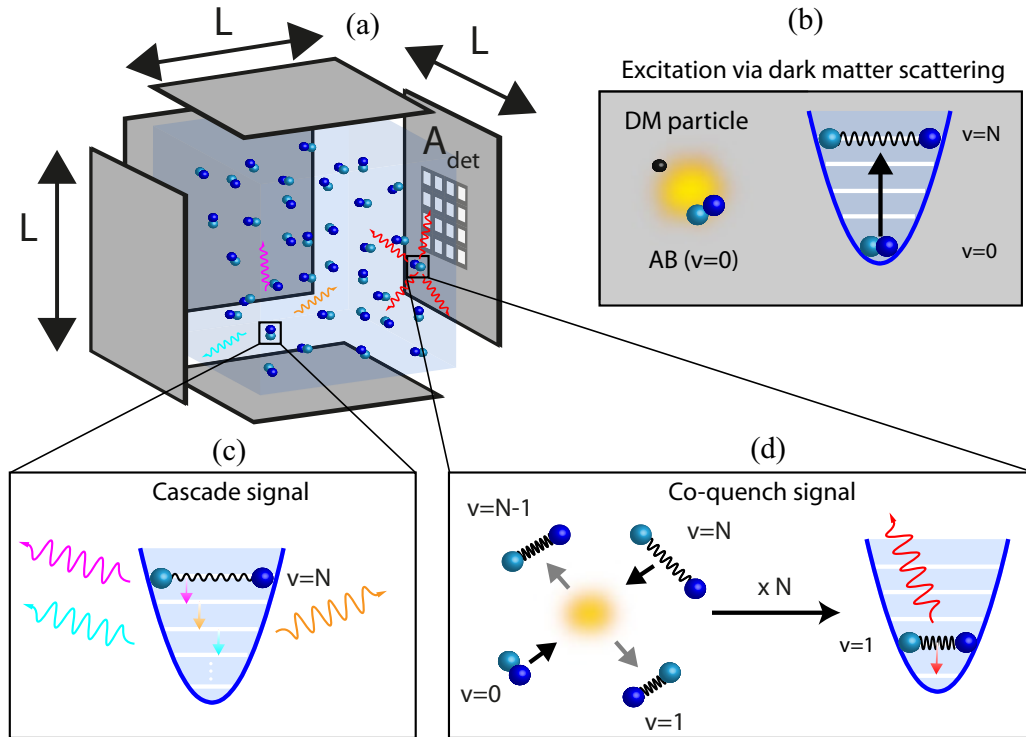 (a)
L
L
L
A_det
(b)
Excitation via dark matter scattering
DM particle
AB (v=0)
v=N
v=0
(c)
Cascade signal
v=N
(d)
Co-quench signal
v=N-1
v=N
x N
v=0
v=1
v=1